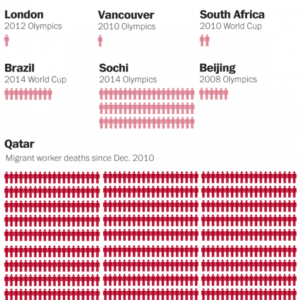 London
2012 Olympics
Vancouver
2010 Olympics
South Africa
2010 World Cup
Brazil
2014 World Cup
Sochi
2014 Olympics
Beijing
2008 Olympics
Qatar
Migrant worker deaths since Dec. 2010